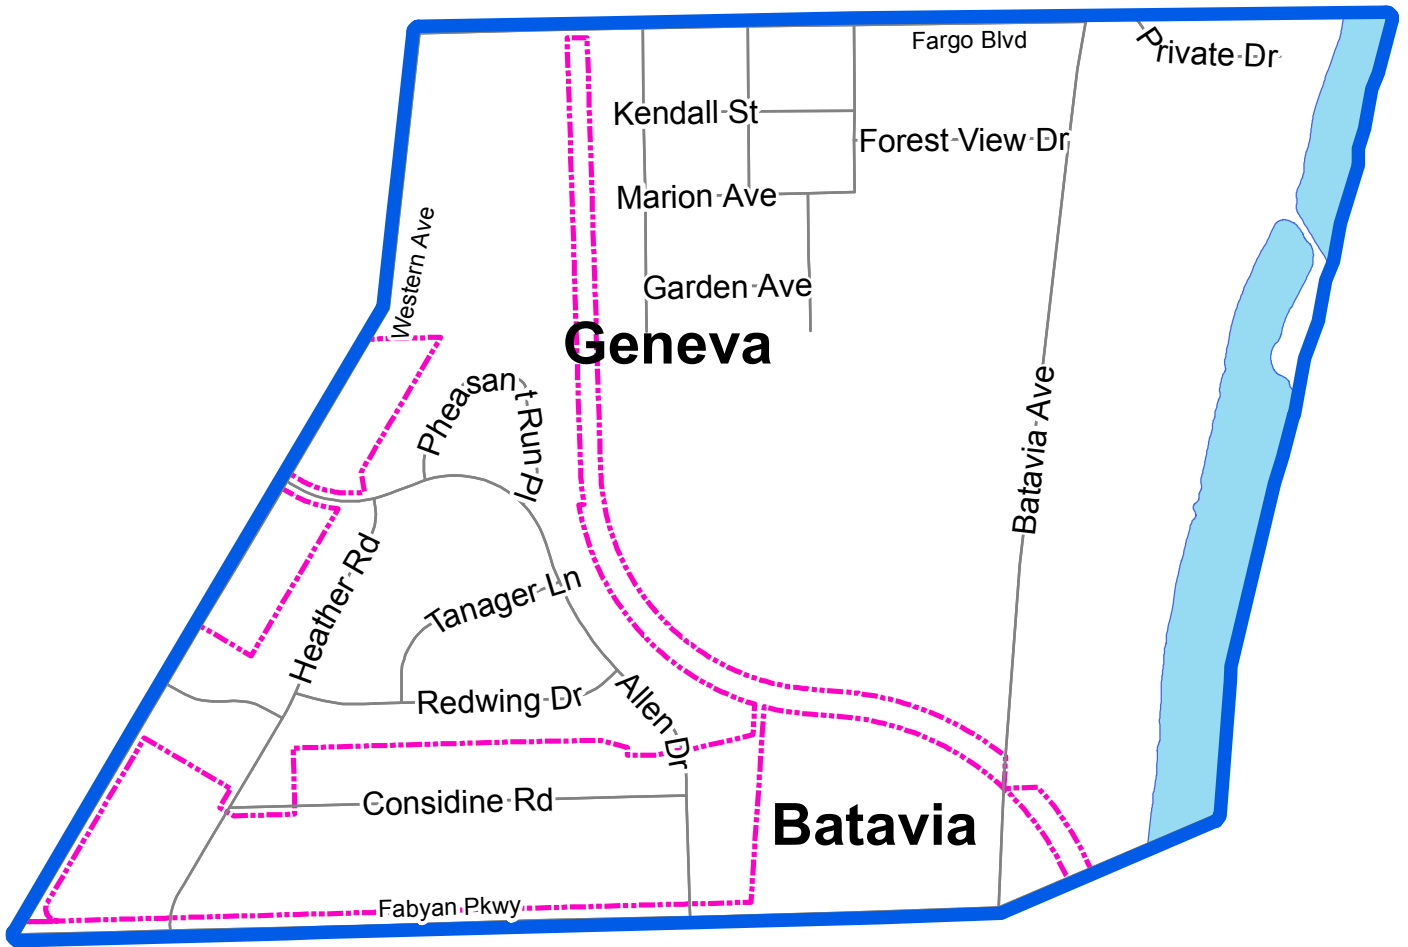 Fargo Blvd
Private Dr
Kendall St
Forest View Dr
Marion Ave
Western Ave
Garden Ave
Geneva
Pheasant Run Pl
Batavia Ave
Heather Rd
Tanager Ln
Redwing Dr
Allen Dr
Considine Rd
Batavia
Fabyan Pkwy